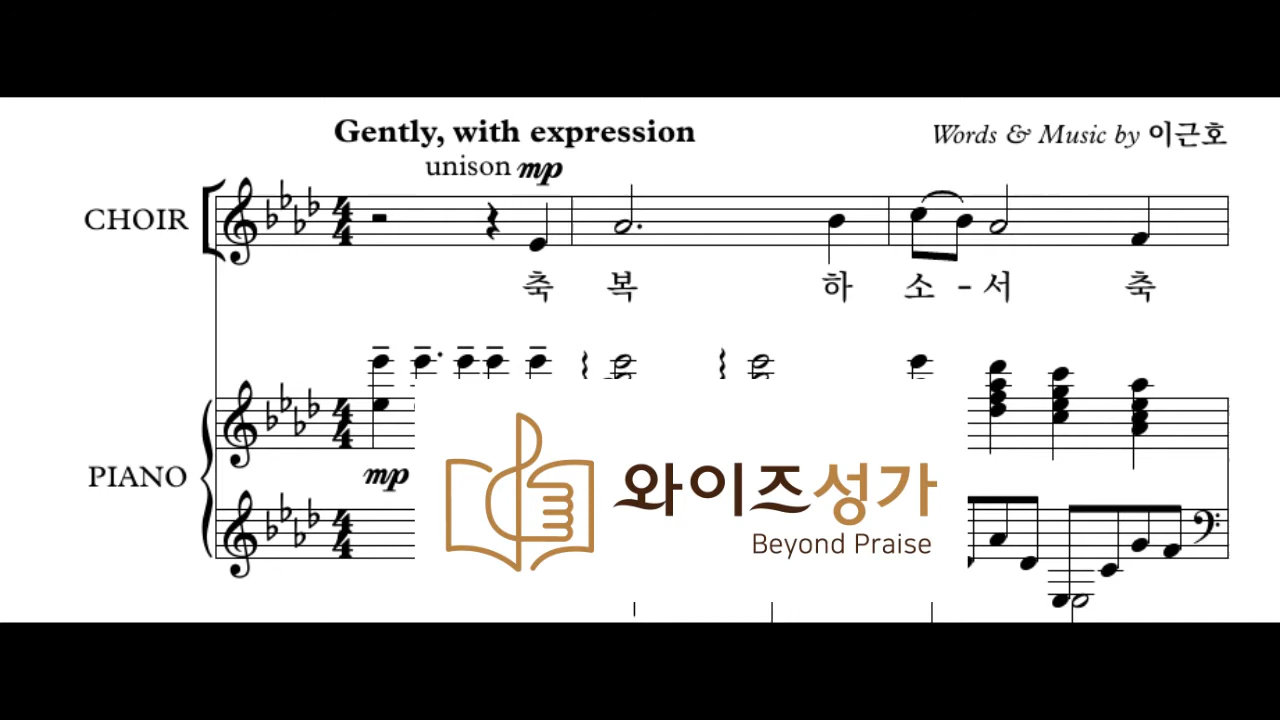 Gently, with expression
Words & Music by 이근호
unison mp
CHOIR
축 복 하 소 - 서 축
PIANO
mp
와이즈성가
Beyond Praise